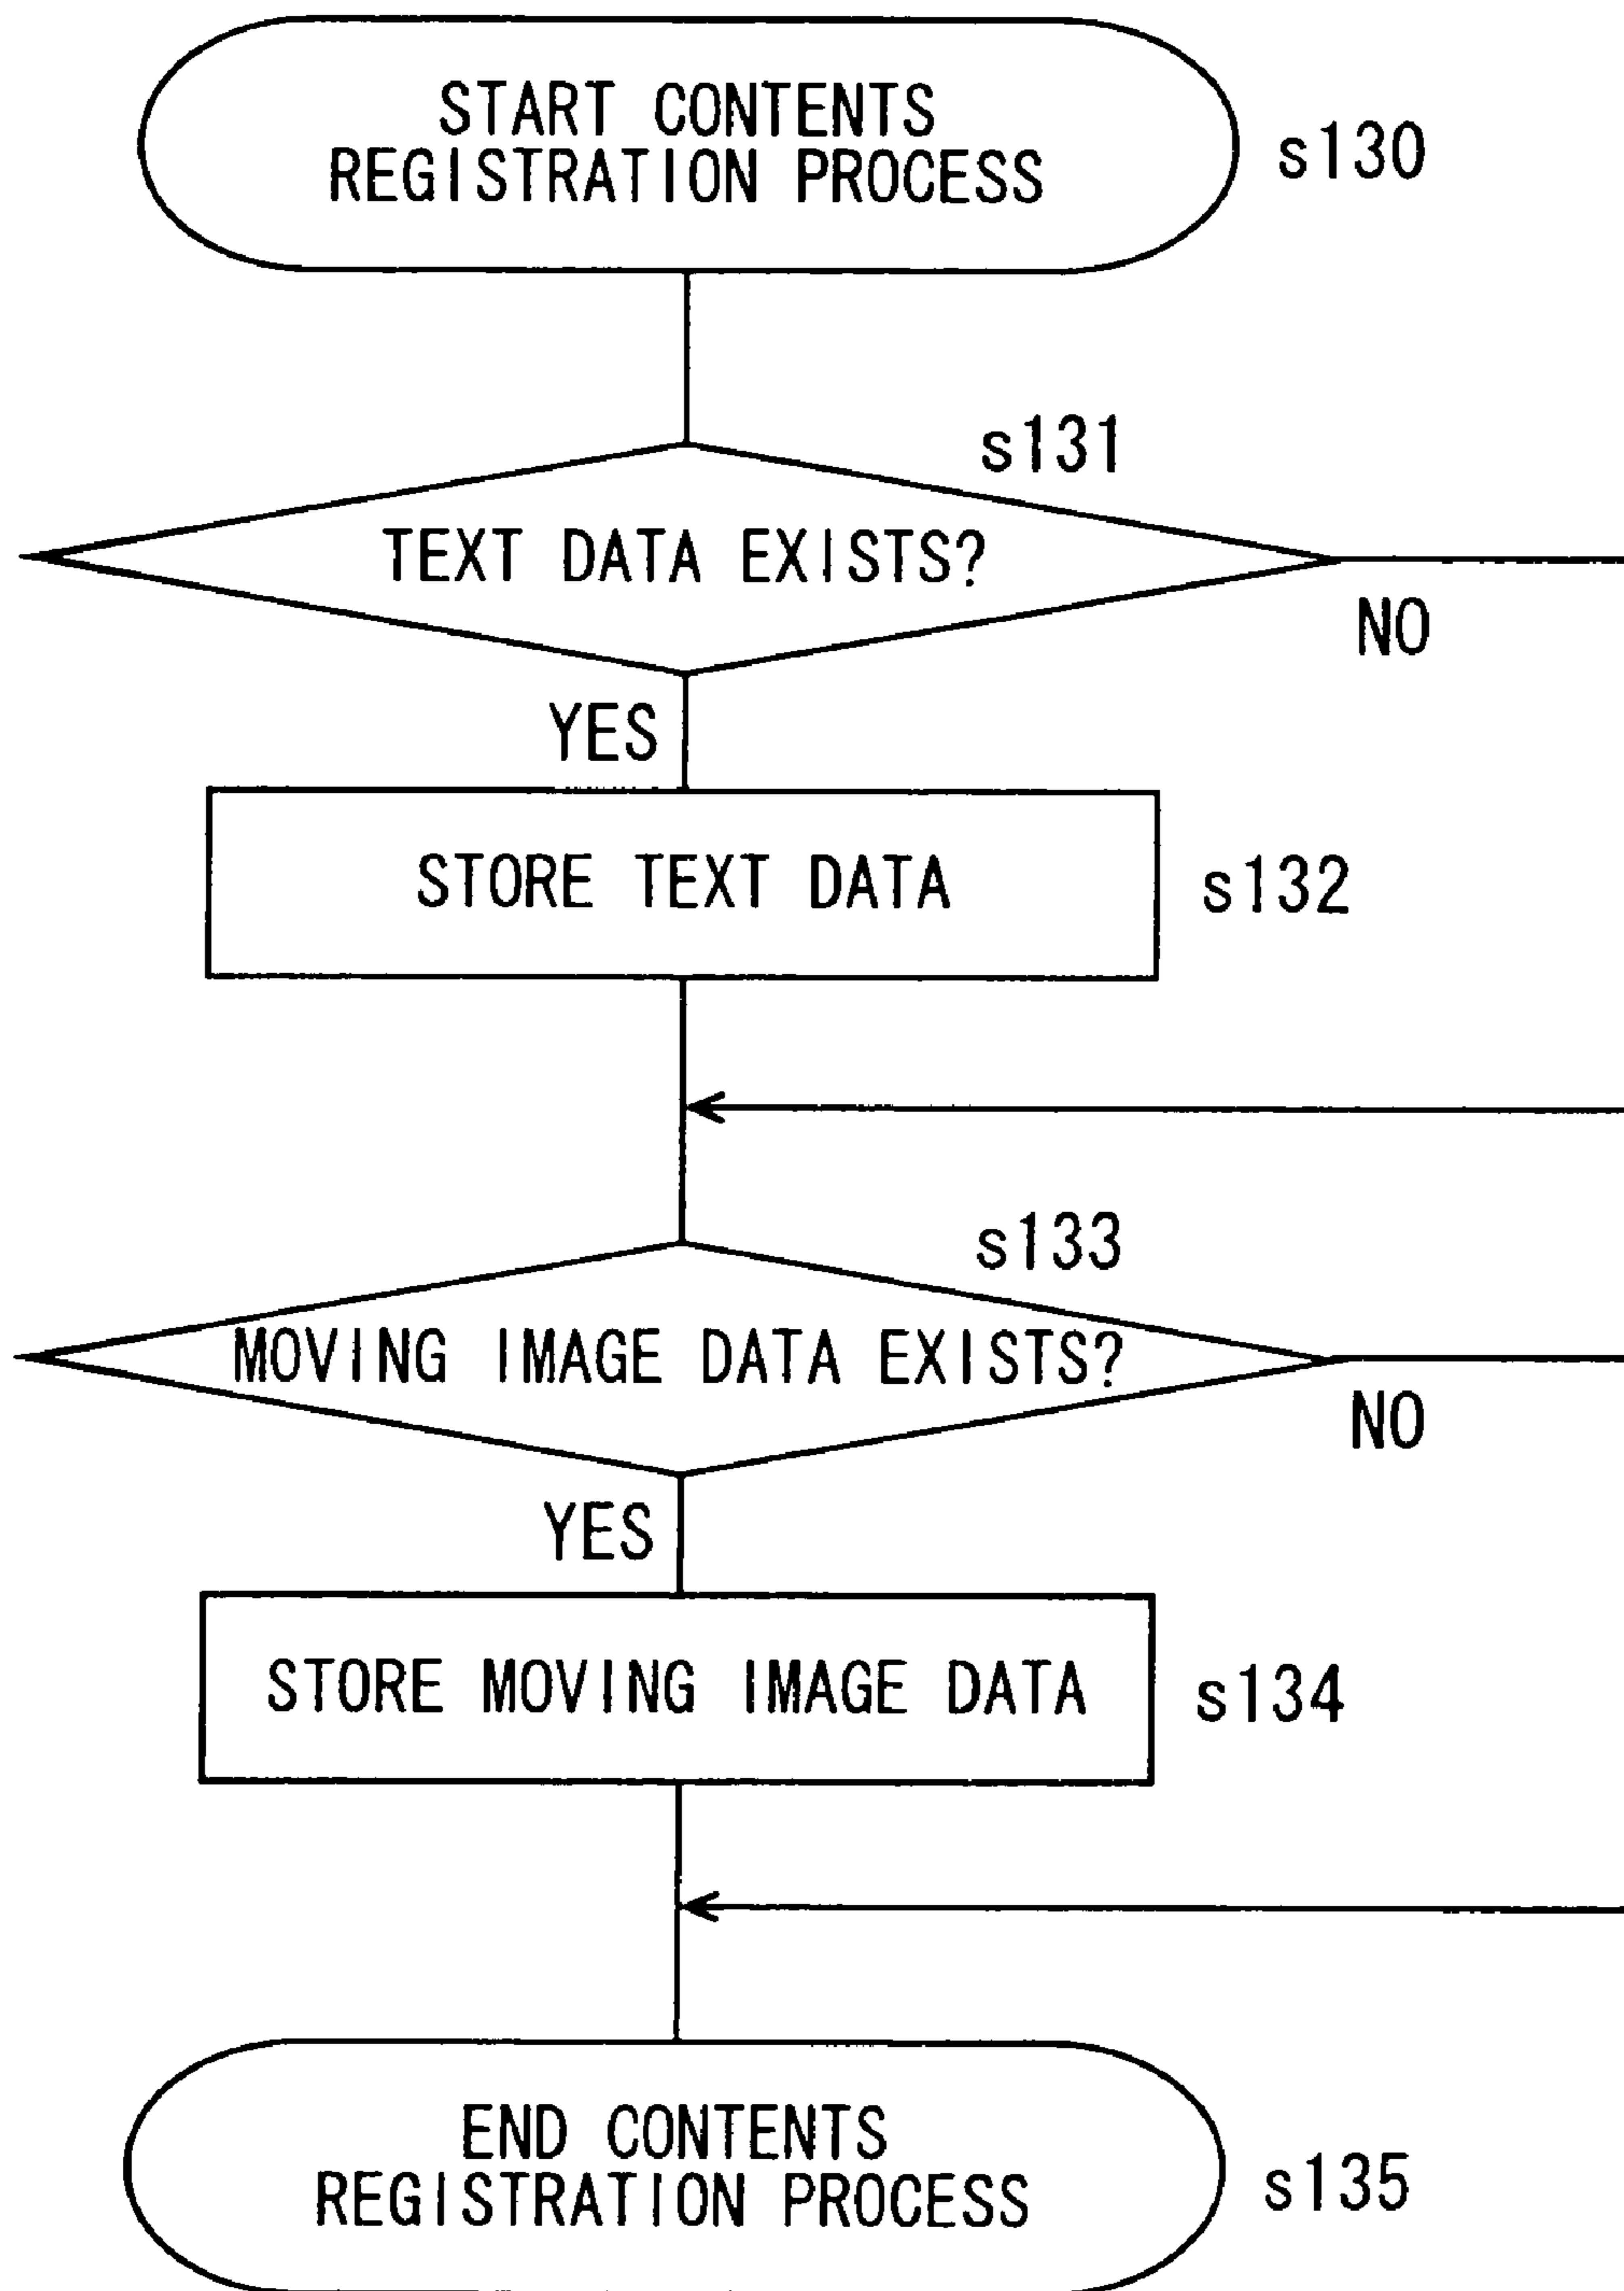 START CONTENTS
REGISTRATION PROCESS
s130
s131
TEXT DATA EXISTS?
NO
YES
STORE TEXT DATA
s132
s133
MOVING IMAGE DATA EXISTS?
NO
YES
STORE MOVING IMAGE DATA
s134
END CONTENTS
REGISTRATION PROCESS
s135